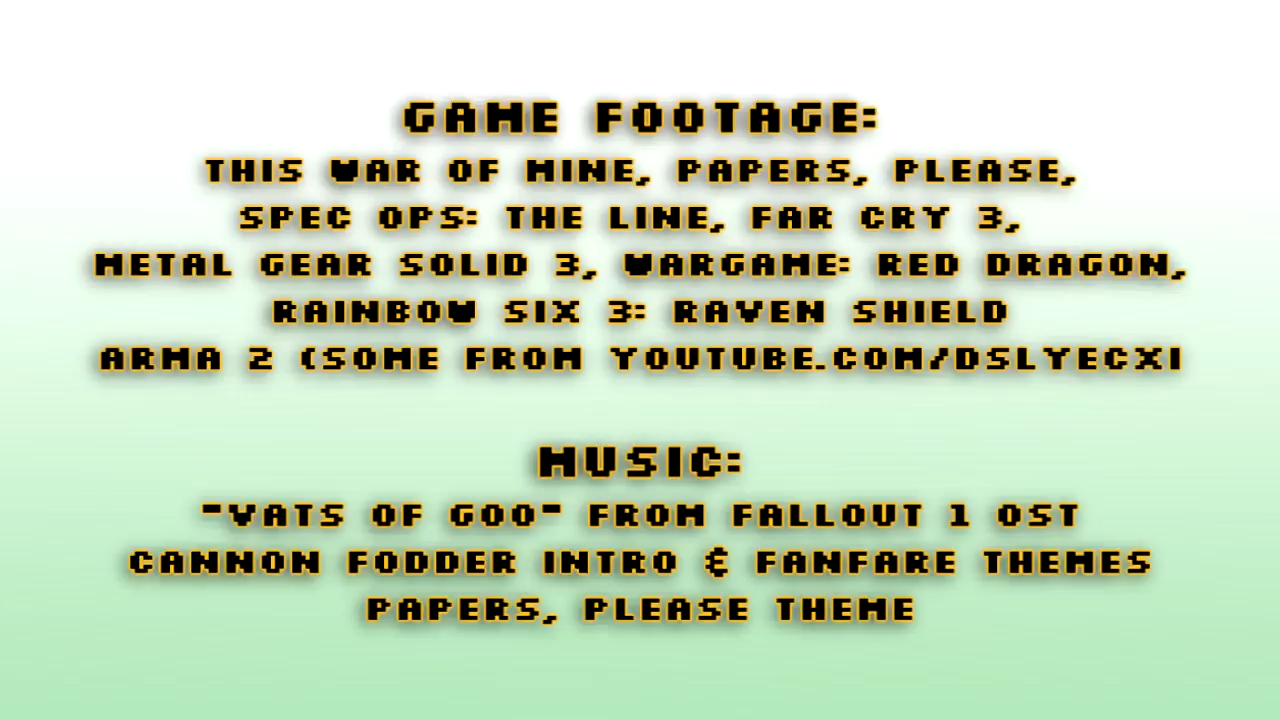 GAME FOOTAGE:
THIS WAR OF MINE, PAPERS, PLEASE,
SPEC OPS: THE LINE, FAR CRY 3,
METAL GEAR SOLID 3, WARGAME: RED DRAGON,
RAINBOW SIX 3: RAVEN SHIELD
ARMA 2 (SOME FROM YOUTUBE.COM/DSLYECXI
MUSIC:
"VATS OF GOO" FROM FALLOUT 1 OST
CANNON FODDER INTRO & FANFARE THEMES
PAPERS, PLEASE THEME